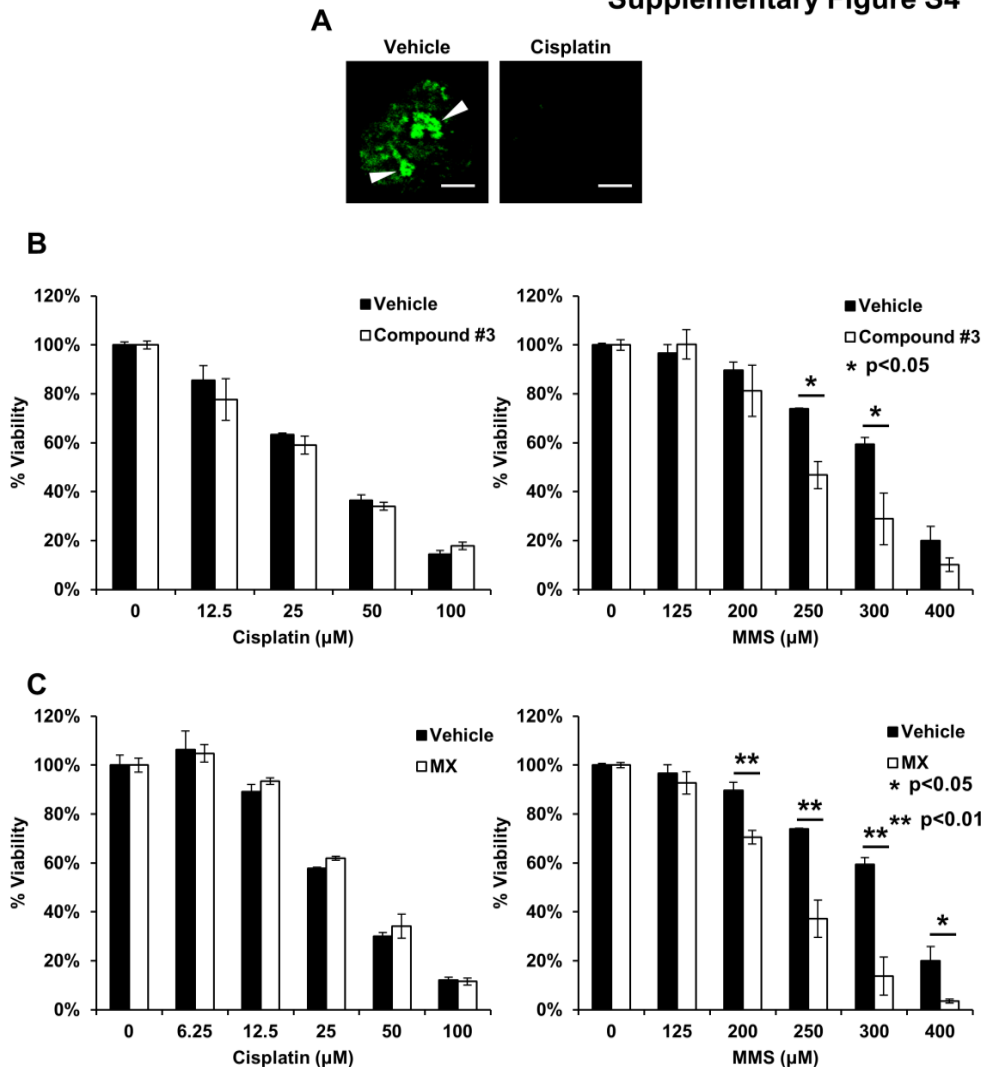 Supplementary Figure S4
A
Vehicle
Cisplatin
B
120%
100%
80%
60%
40%
20%
0%
% Viability
Vehicle
Compound #3
0 12.5 25 50 100
Cisplatin (µM)
120%
100%
80%
60%
40%
20%
0%
% Viability
Vehicle
Compound #3
* p<0.05
*
*
0 125 200 250 300 400
MMS (µM)
C
120%
100%
80%
60%
40%
20%
0%
% Viability
Vehicle
MX
0 6.25 12.5 25 50 100
Cisplatin (µM)
120%
100%
80%
60%
40%
20%
0%
% Viability
Vehicle
MX
* p<0.05
** p<0.01
**
**
**
*
0 125 200 250 300 400
MMS (µM)